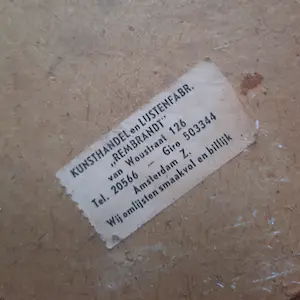 KUNSTHANDEL en LIJSTENFABR.
„REMBRANDT”
van Woustraat 126
Tel. 20566 — Giro 503344
Amsterdam Z.
Wij omlijsten smaakvol en billijk